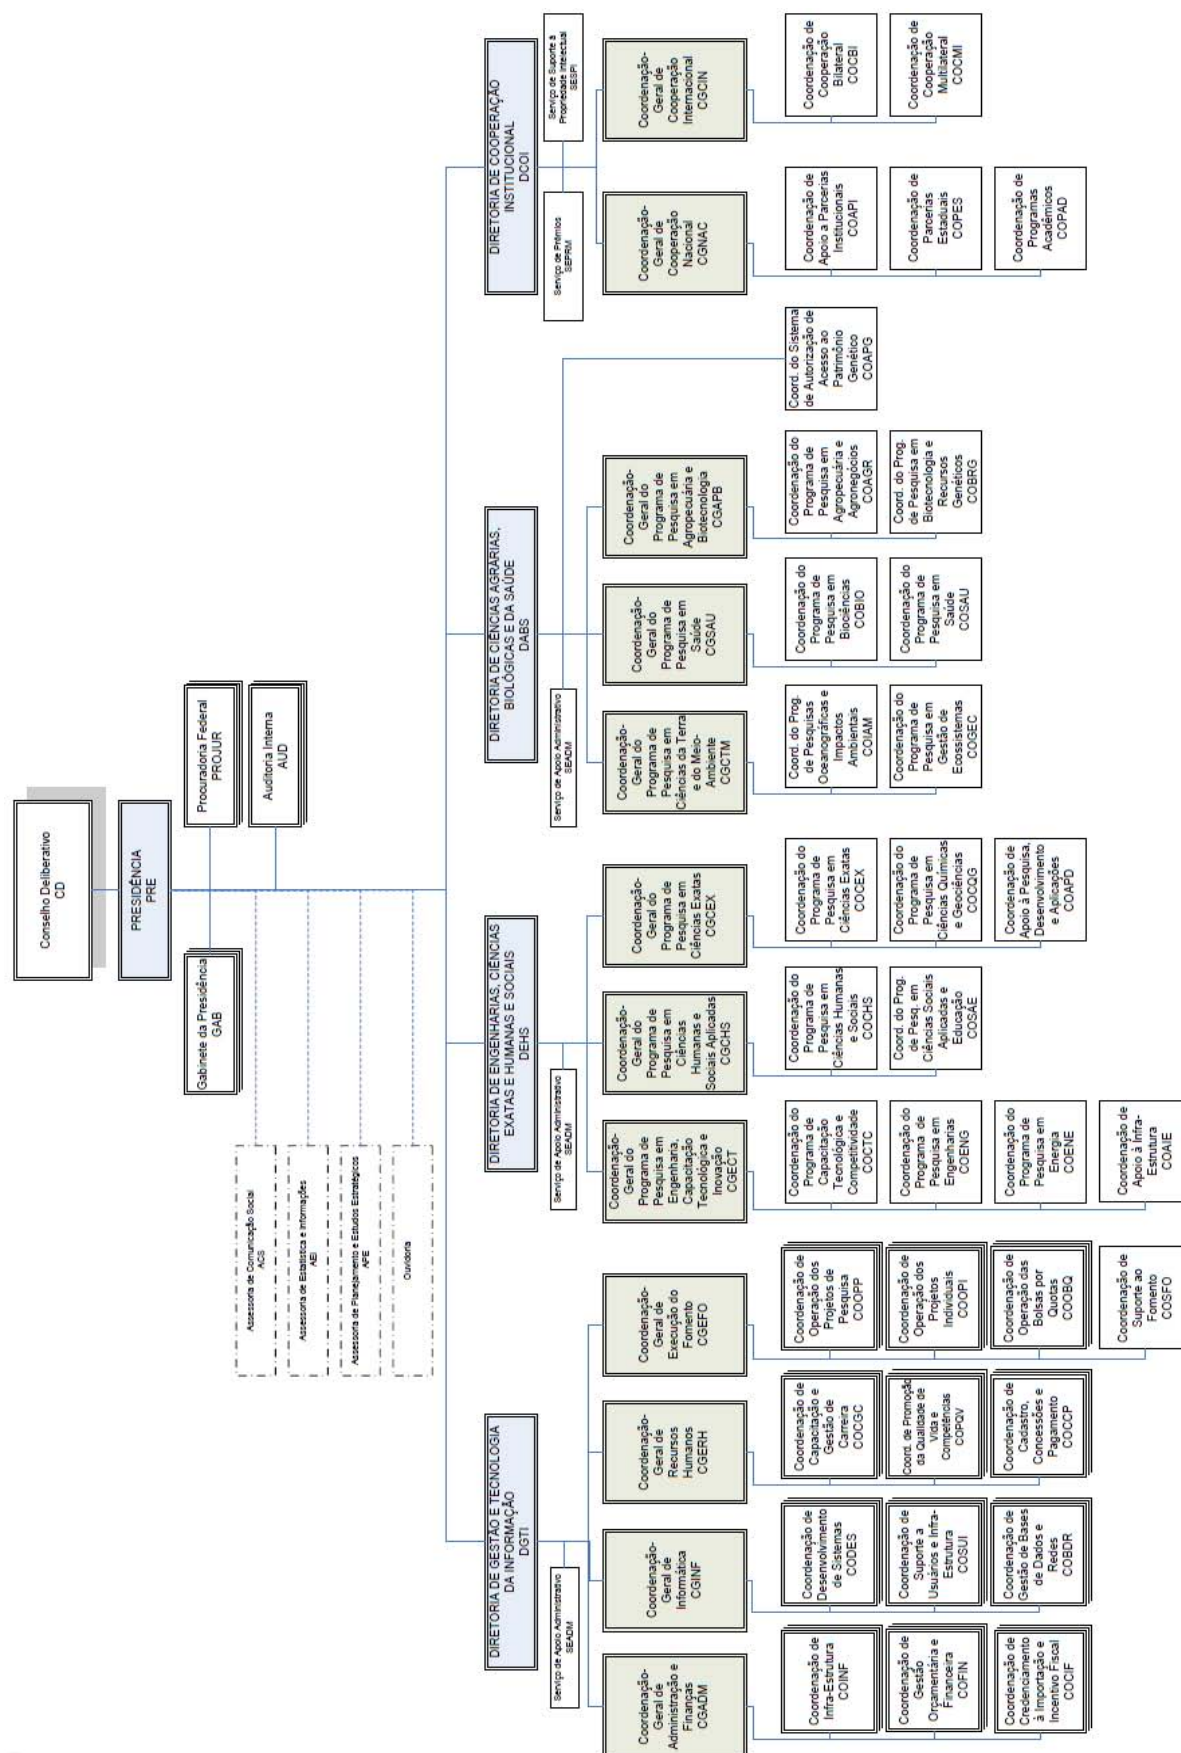 Conselho Deliberativo
CD
PRESIDÊNCIA
PRE
Gabinete da Presidência
GAB
Procuradoria Federal
PROJUR
Auditoria Interna
AUD
Assessoria de Comunicação Social
ACS
Assessoria de Estatística e Informações
AEI
Assessoria de Planejamento e Estudos Estratégicos
APE
Ouvidoria
DIRETORIA DE GESTÃO E TECNOLOGIA
DA INFORMAÇÃO
DGTI
Serviço de Apoio Administrativo
SEADM
Coordenação-
Geral de
Administração e
Finanças
CGADM
Coordenação de
Infra-Estrutura
COINF
Coordenação de
Gestão
Orçamentária e
Financeira
COFIN
Coordenação de
Credenciamento
à Importação e
Incentivo Fiscal
COCIF
Coordenação-
Geral de
Informática
CGINF
Coordenação de
Desenvolvimento
de Sistemas
CODES
Coordenação de
Suporte a
Usuários e Infra-
Estrutura
COSUI
Coordenação de
Gestão de Bases
de Dados e
Redes
COBDR
Coordenação-
Geral de
Recursos
Humanos
CGERH
Coordenação de
Capacitação e
Gestão de
Carreira
COCGC
Coord. de Promoção
da Qualidade de
Vida e
Competências
COPQV
Coordenação de
Cadastro,
Concessões e
Pagamento
COCCP
Coordenação-
Geral de
Execução do
Fomento
CGEFO
Coordenação de
Operação dos
Projetos de
Pesquisa
COOPP
Coordenação de
Operação dos
Projetos
Individuais
COOPI
Coordenação de
Operação das
Bolsas por
Quotas
COOBQ
Coordenação de
Suporte ao
Fomento
COSFO
DIRETORIA DE ENGENHARIAS, CIÊNCIAS
EXATAS E HUMANAS E SOCIAIS
DEHS
Serviço de Apoio Administrativo
SEADM
Coordenação-
Geral do
Programa de
Pesquisa em
Engenharia,
Capacitação
Tecnológica e
Inovação
CGECT
Coordenação do
Programa de
Capacitação
Tecnológica e
Competitividade
COCTC
Coordenação do
Programa de
Pesquisa em
Engenharias
COENG
Coordenação do
Programa de
Pesquisa em
Energia
COENE
Coordenação de
Apoio à Infra-
Estrutura
COAIE
Coordenação-
Geral do
Programa de
Pesquisa em
Ciências
Humanas e
Sociais Aplicadas
CGCHS
Coordenação do
Programa de
Pesquisa em
Ciências Humanas
e Sociais
COCHS
Coord. do Prog.
de Pesq. em
Ciências Sociais
Aplicadas e
Educação
COSAE
Coordenação-
Geral do
Programa de
Pesquisa em
Ciências Exatas
CGCEX
Coordenação do
Programa de
Pesquisa em
Ciências Exatas
COCEX
Coordenação do
Programa de
Pesquisa em
Ciências Químicas
e Geociências
COCQG
Coordenação de
Apoio à Pesquisa,
Desenvolvimento
e Aplicações
COAPD
DIRETORIA DE CIÊNCIAS AGRÁRIAS,
BIOLÓGICAS E DA SAÚDE
DABS
Serviço de Apoio Administrativo
SEADM
Coordenação-
Geral do
Programa de
Pesquisa em
Ciências da Terra
e do Meio-
Ambiente
CGCTM
Coord. do Prog.
de Pesquisas
Oceanográficas e
Impactos
Ambientais
COIAM
Coordenação do
Programa de
Pesquisa em
Gestão de
Ecossistemas
COGEC
Coordenação-
Geral do
Programa de
Pesquisa em
Saúde
CGSAU
Coordenação do
Programa de
Pesquisa em
Biociências
COBIO
Coordenação do
Programa de
Pesquisa em
Saúde
COSAU
Coordenação-
Geral do
Programa de
Pesquisa em
Agropecuária e
Biotecnologia
CGAPB
Coordenação do
Programa de
Pesquisa em
Agropecuária e
Agronegócios
COAGR
Coord. do Prog.
de Pesquisa em
Biotecnologia e
Recursos
Genéticos
COBRG
Coord. do Sistema
de Autorização de
Acesso ao
Patrimônio
Genético
COAPG
DIRETORIA DE COOPERAÇÃO
INSTITUCIONAL
DCOI
Serviço de Prêmios
SEPRM
Serviço de Suporte à
Propriedade Intelectual
SESPI
Coordenação-
Geral de
Cooperação
Nacional
CGNAC
Coordenação de
Apoio a Parcerias
Institucionais
COAPI
Coordenação de
Parcerias
Estaduais
COPES
Coordenação de
Programas
Acadêmicos
COPAD
Coordenação-
Geral de
Cooperação
Internacional
CGCIN
Coordenação de
Cooperação
Bilateral
COCBI
Coordenação de
Cooperação
Multilateral
COCMI